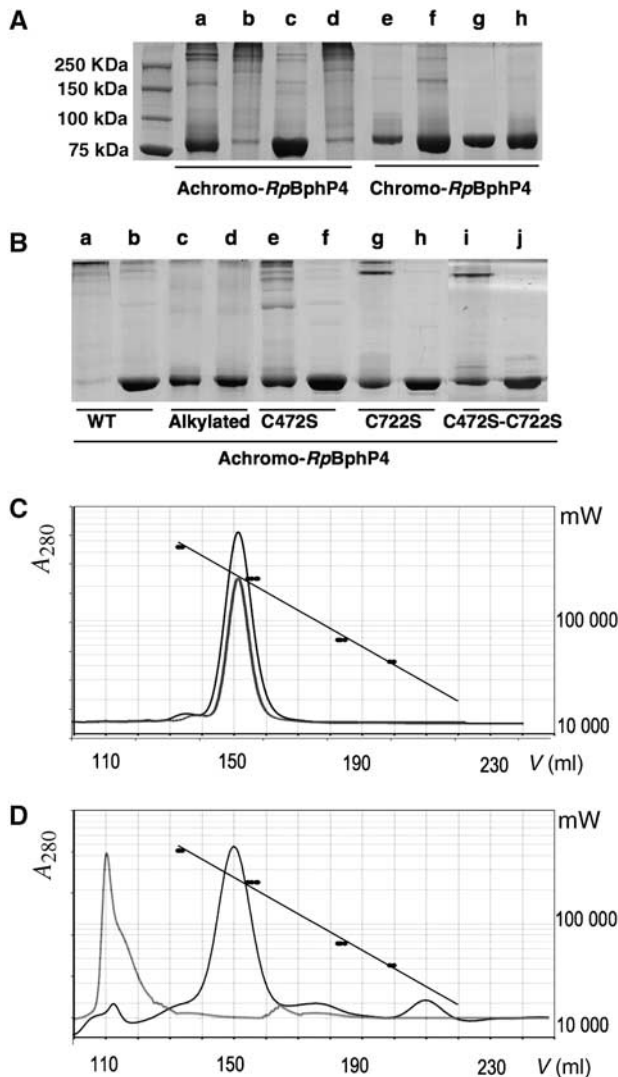 A
a b c d e f g h
250 KDa
150 kDa
100 kDa
75 kDa
Achromo-RpBphP4 Chromo-RpBphP4
B
a b c d e f g h i j
WT Alkylated C472S C722S C472S-C722S
Achromo-RpBphP4
C
A280
mW
100 000
10 000
110 150 190 230 V (ml)
D
A280
mW
100 000
10 000
110 150 190 230 V (ml)